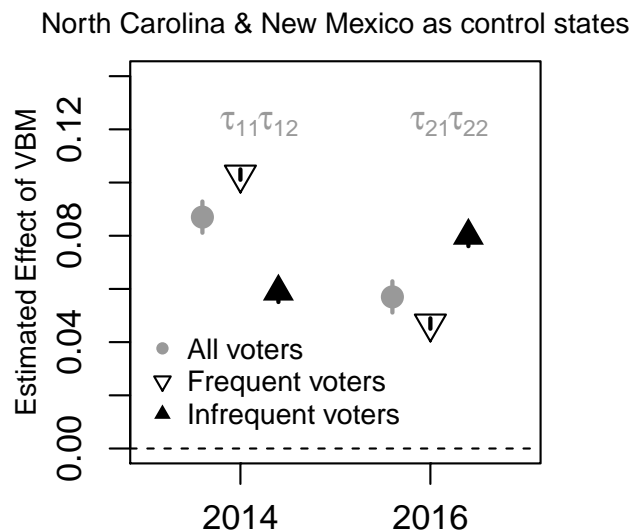 North Carolina & New Mexico as control states
Estimated Effect of VBM
0.12
0.08
0.04
0.00
τ11τ12
τ21τ22
All voters
Frequent voters
Infrequent voters
2014
2016